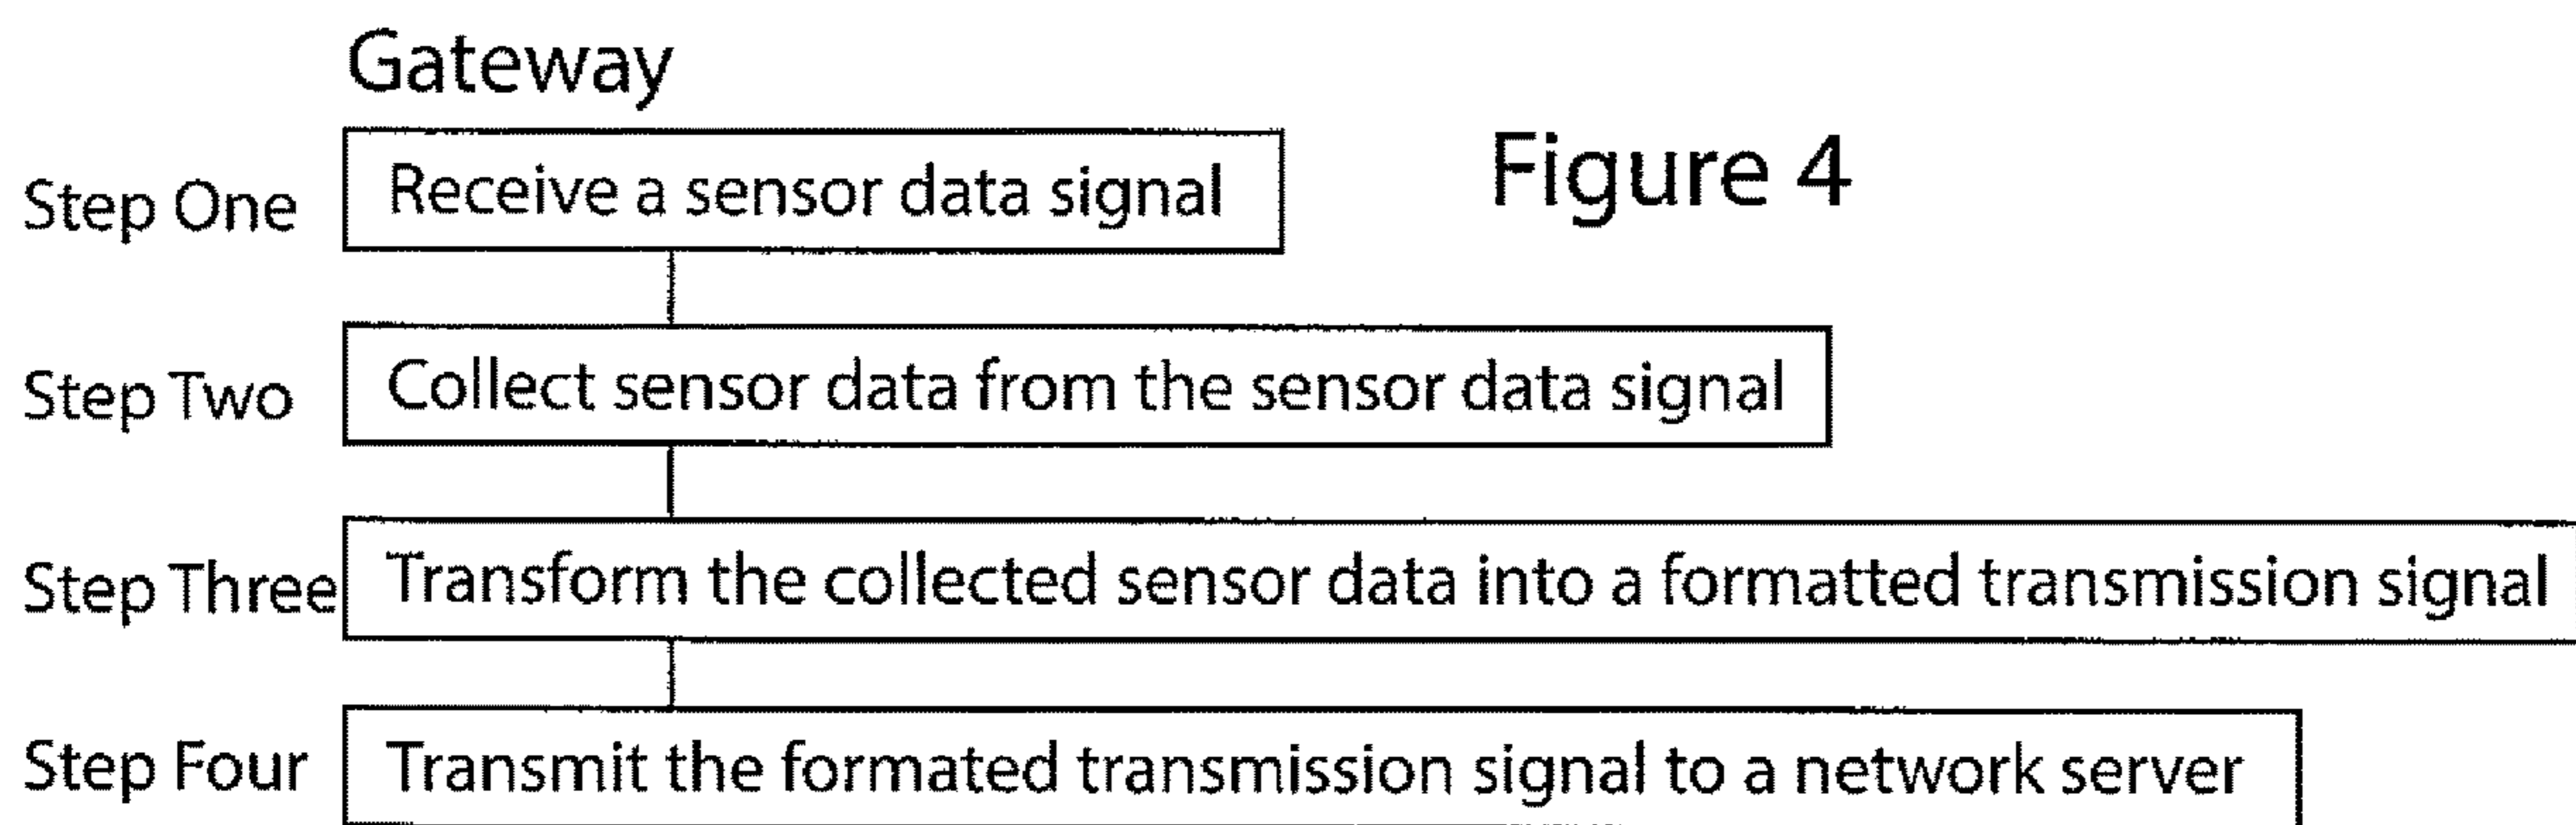 Gateway
Figure 4
Step One
Receive a sensor data signal
Step Two
Collect sensor data from the sensor data signal
Step Three
Transform the collected sensor data into a formatted transmission signal
Step Four
Transmit the formated transmission signal to a network server